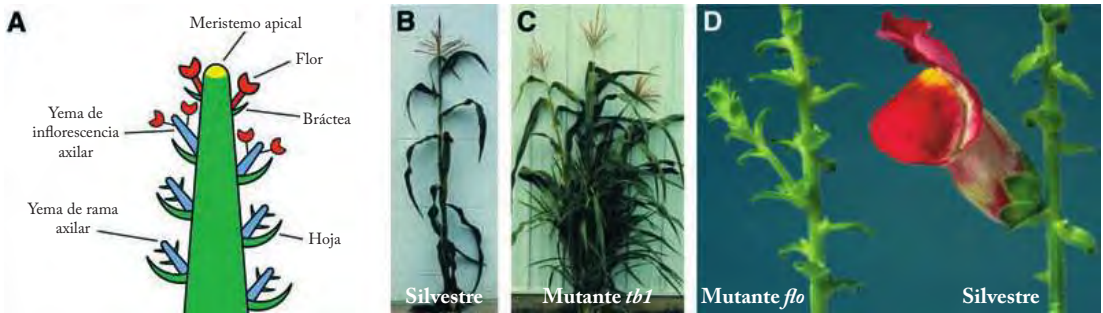 A
Meristemo apical
Flor
Bráctea
Yema de
inflorescencia
axilar
Yema de rama
axilar
Hoja
B
Silvestre
C
Mutante tb1
D
Mutante flo
Silvestre